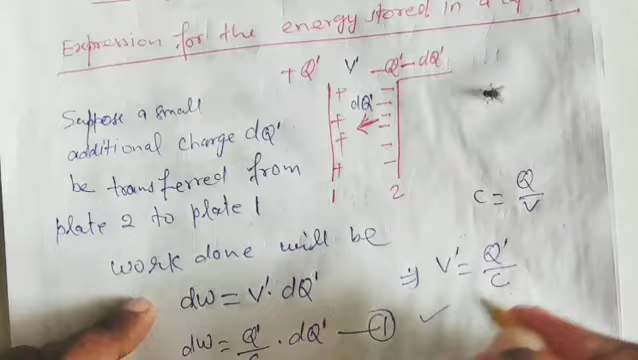 Expression for the energy stored in a
+Q' V' -Q'-dQ'
dQ'
1 2
Suppose a small
additional charge dQ'
be transferred from
plate 2 to plate 1
C = Q/V
work done will be
dw = V'. dQ' ⇒ V' = Q'/C
dw = Q'/C . dQ' —① ✓